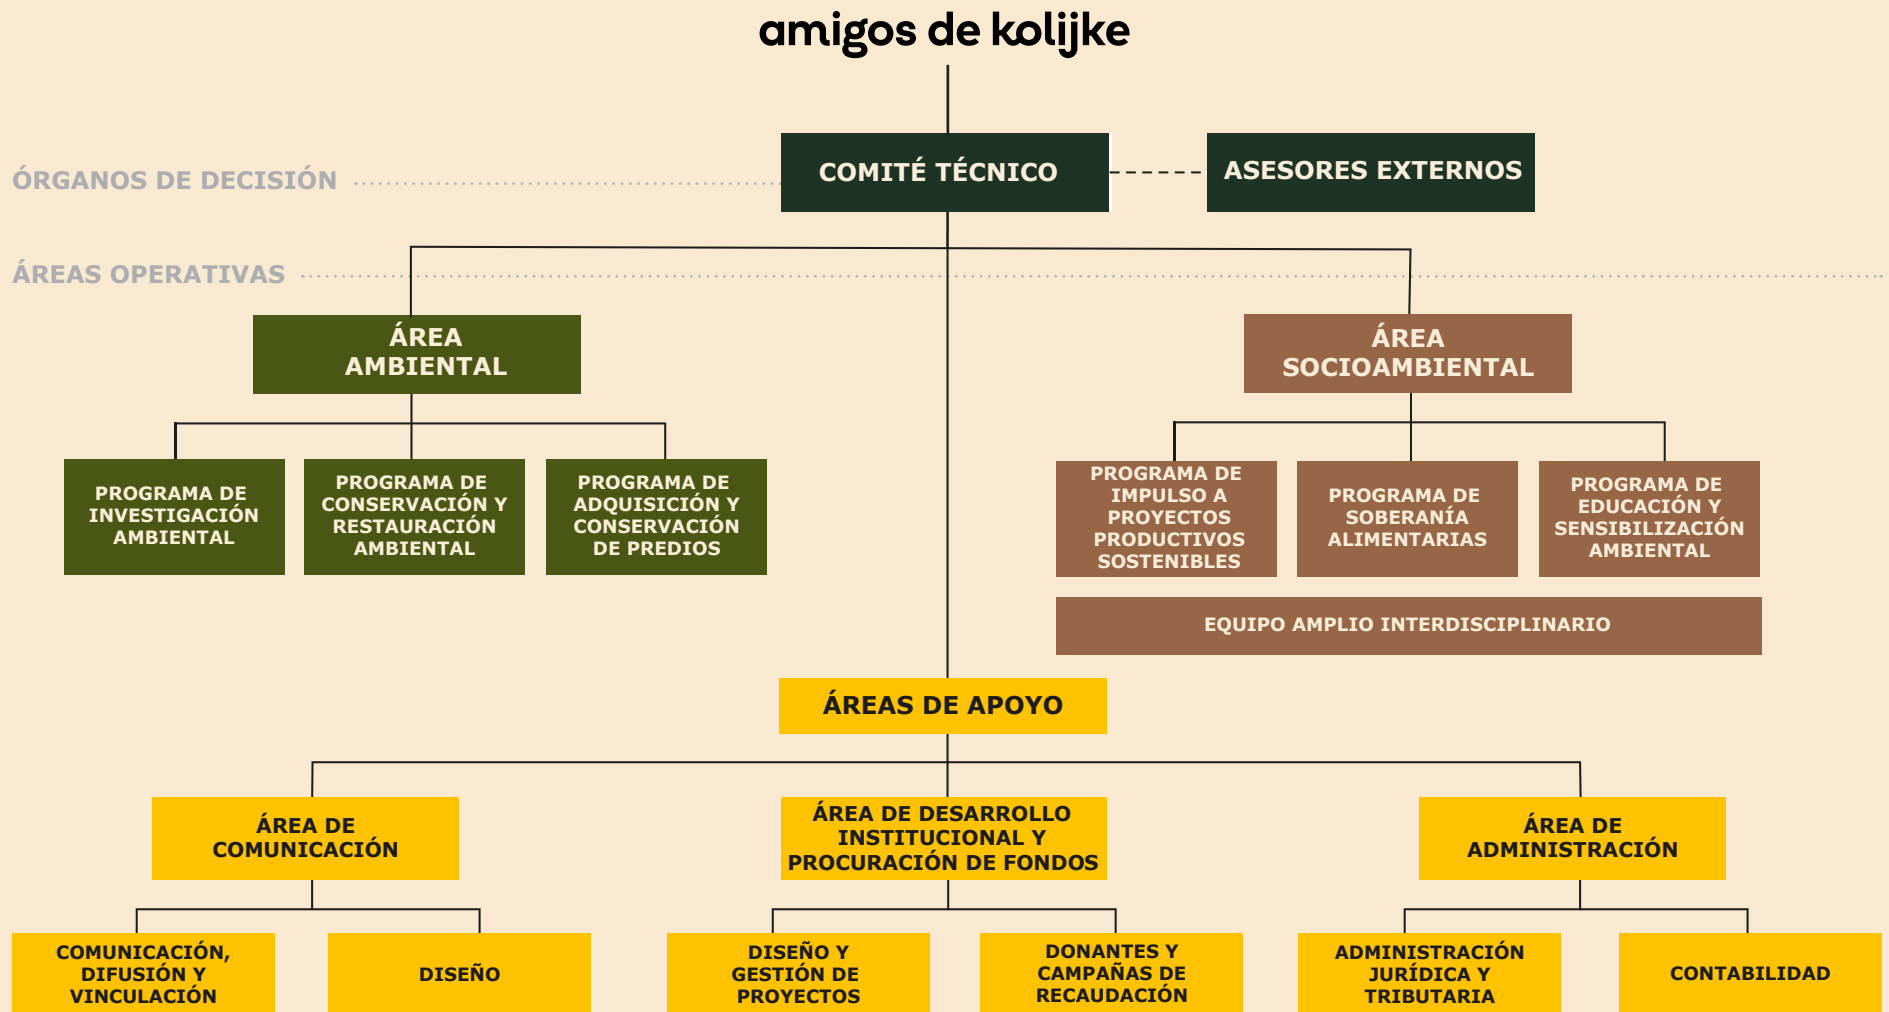 amigos de kolijke
COMITÉ TÉCNICO
ASESORES EXTERNOS
ÓRGANOS DE DECISIÓN
ÁREAS OPERATIVAS
ÁREA
AMBIENTAL
ÁREA
SOCIOAMBIENTAL
PROGRAMA DE
INVESTIGACIÓN
AMBIENTAL
PROGRAMA DE
CONSERVACIÓN Y
RESTAURACIÓN
AMBIENTAL
PROGRAMA DE
ADQUISICIÓN Y
CONSERVACIÓN
DE PREDIOS
PROGRAMA DE
IMPULSO A
PROYECTOS
PRODUCTIVOS
SOSTENIBLES
PROGRAMA DE
SOBERANÍA
ALIMENTARIAS
PROGRAMA DE
EDUCACIÓN Y
SENSIBILIZACIÓN
AMBIENTAL
EQUIPO AMPLIO INTERDISCIPLINARIO
ÁREAS DE APOYO
ÁREA DE
COMUNICACIÓN
ÁREA DE DESARROLLO
INSTITUCIONAL Y
PROCURACIÓN DE FONDOS
ÁREA DE
ADMINISTRACIÓN
COMUNICACIÓN,
DIFUSIÓN Y
VINCULACIÓN
DISEÑO
DISEÑO Y
GESTIÓN DE
PROYECTOS
DONANTES Y
CAMPAÑAS DE
RECAUDACIÓN
ADMINISTRACIÓN
JURÍDICA Y
TRIBUTARIA
CONTABILIDAD